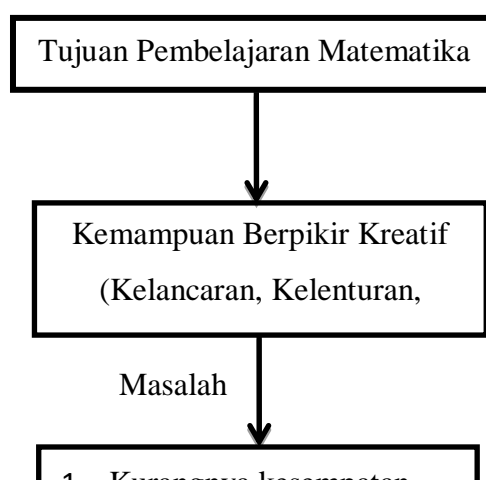 Tujuan Pembelajaran Matematika
Kemampuan Berpikir Kreatif
(Kelancaran, Kelenturan,
Masalah
1. Kurangnya kesempatan